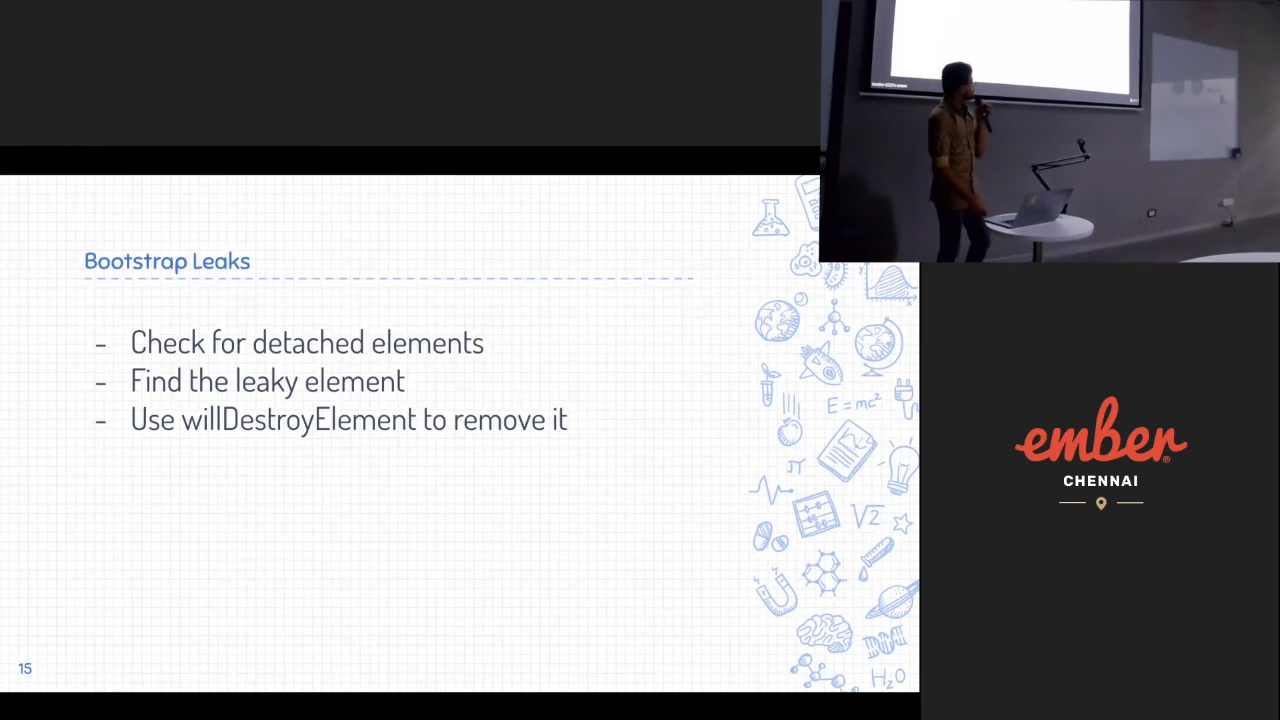 Bootstrap Leaks
- Check for detached elements
- Find the leaky element
- Use willDestroyElement to remove it
E=mc²
π
√2
H₂O
15
ember®
CHENNAI